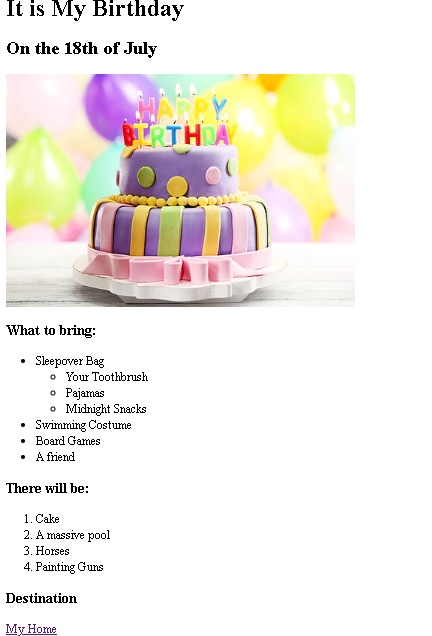 It is My Birthday
On the 18th of July
HAPPY
BIRTHDAY
What to bring:
Sleepover Bag
Your Toothbrush
Pajamas
Midnight Snacks
Swimming Costume
Board Games
A friend
There will be:
1. Cake
2. A massive pool
3. Horses
4. Painting Guns
Destination
My Home